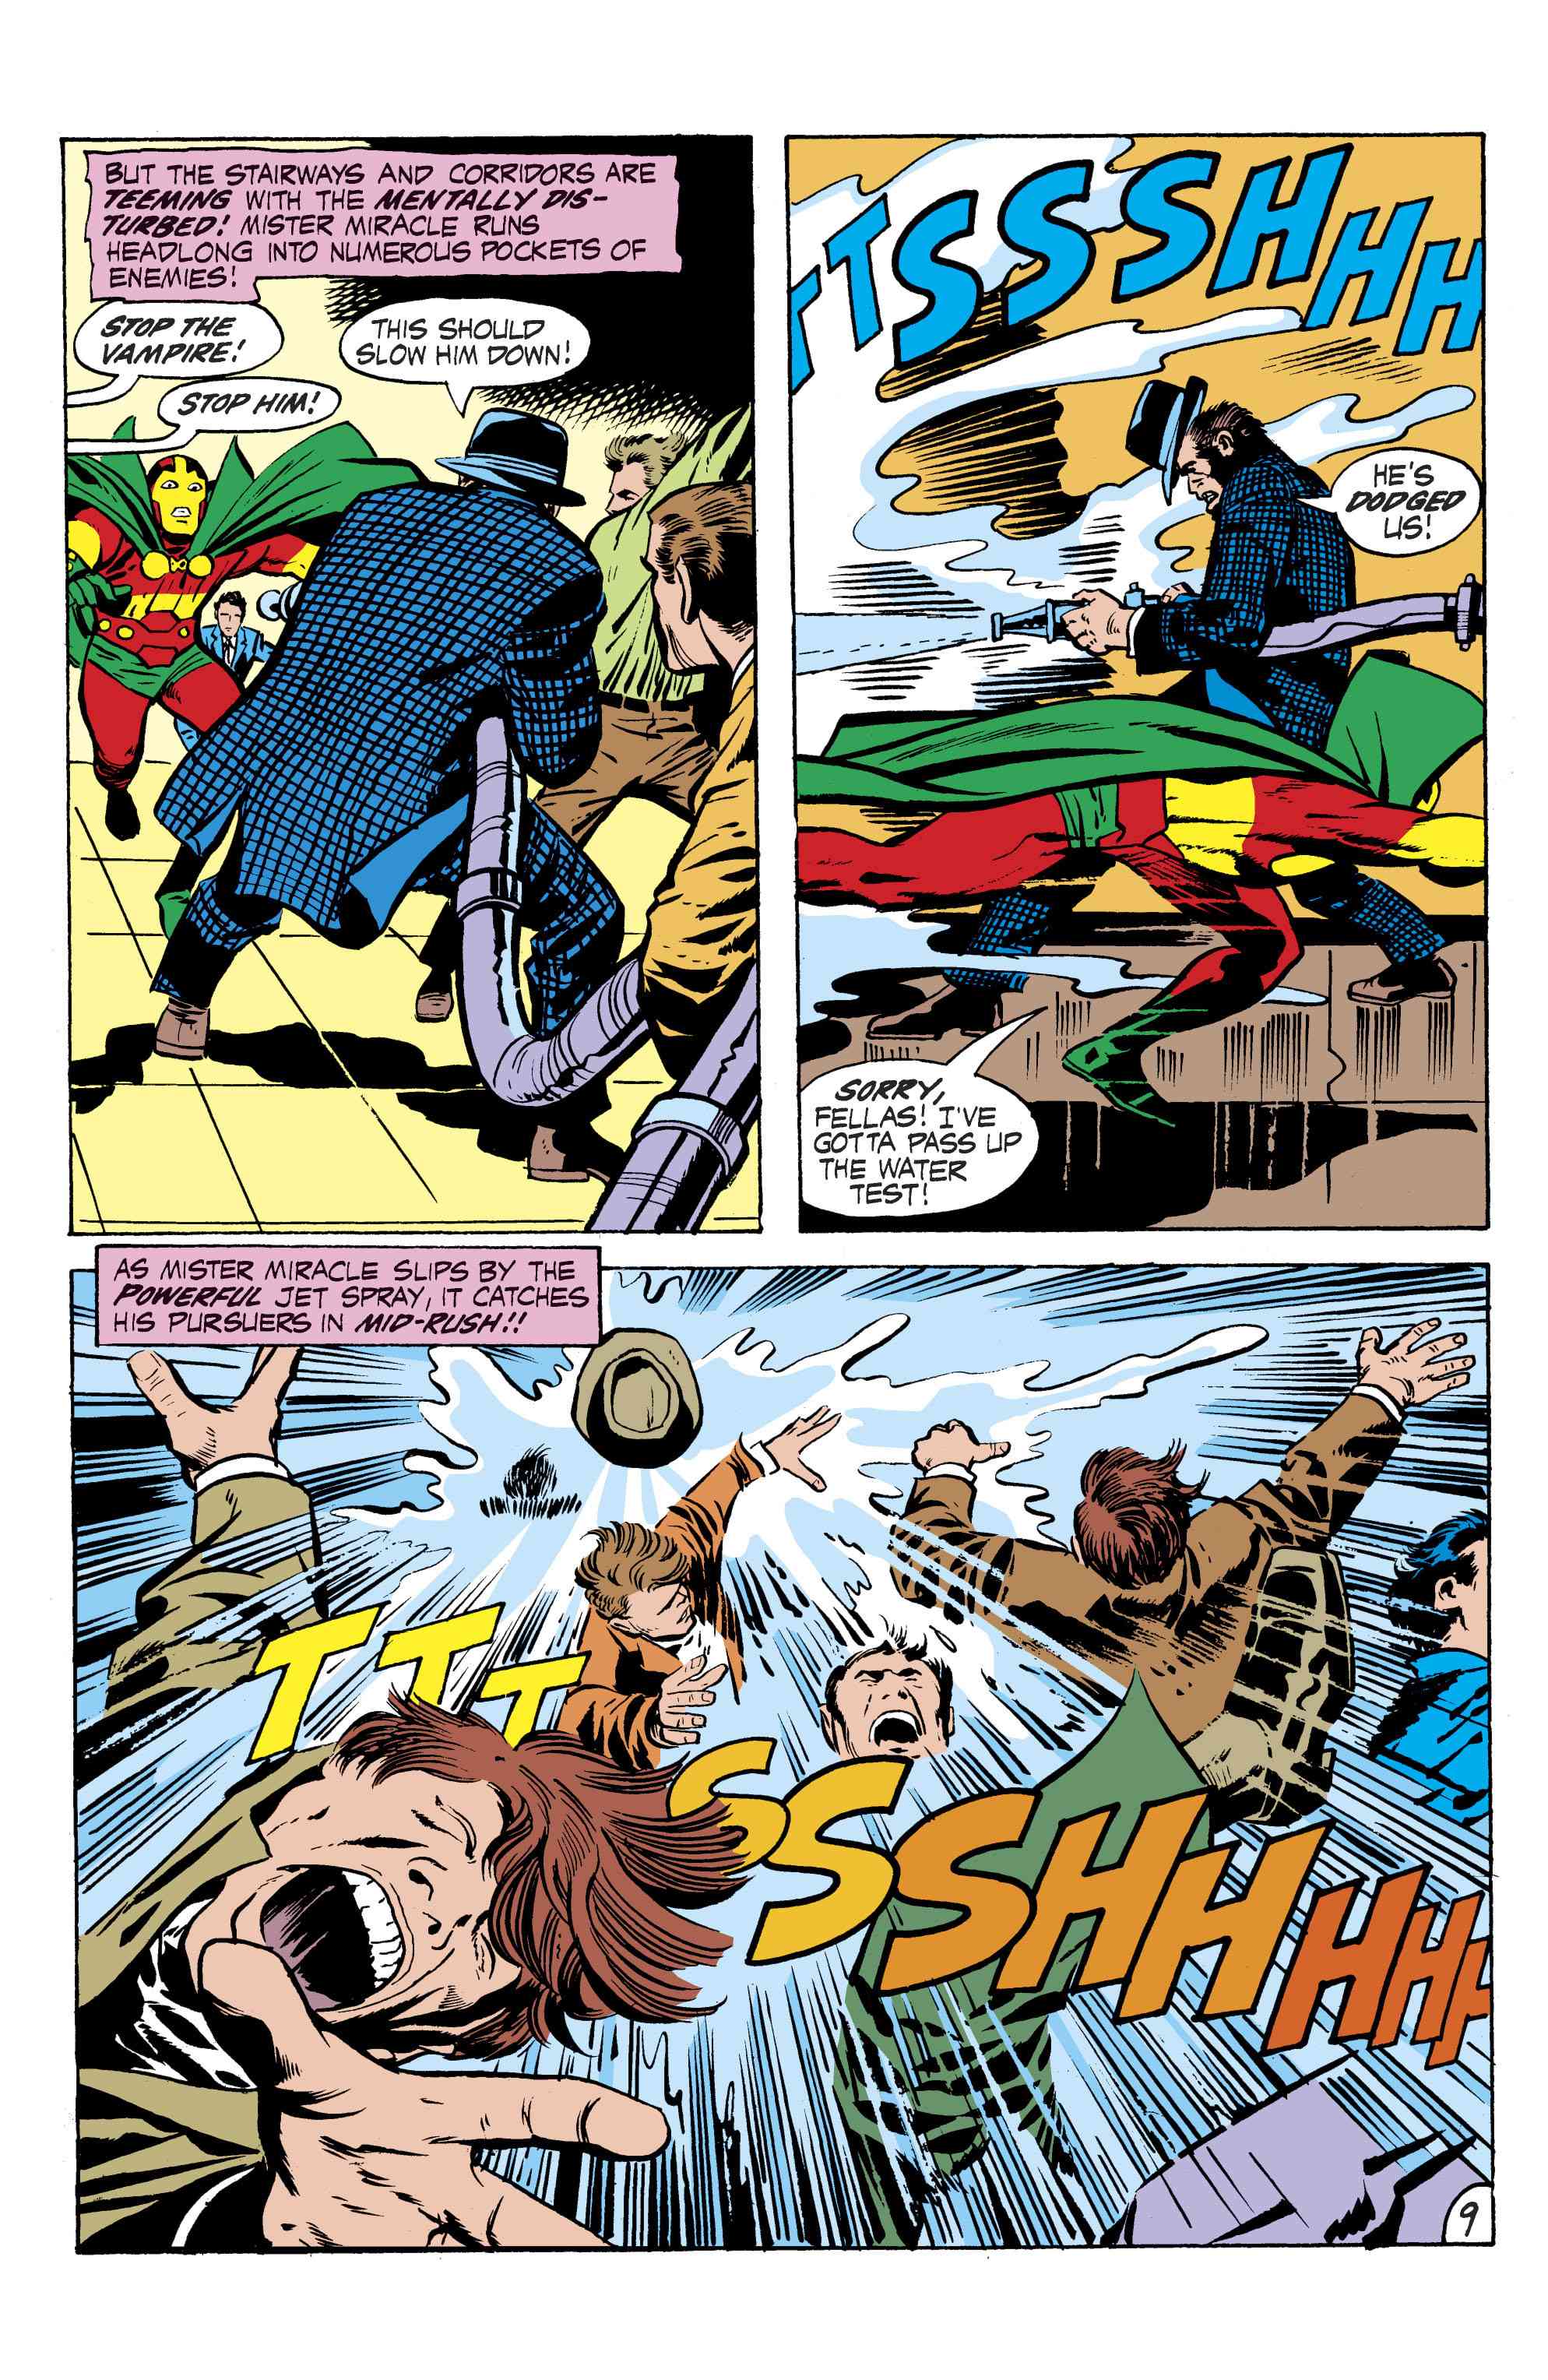 BUT THE STAIRWAYS AND CORRIDORS ARE
TEEMING WITH THE MENTALLY DIS-
TURBED! MISTER MIRACLE RUNS
HEADLONG INTO NUMEROUS POCKETS OF
ENEMIES!
STOP THE
VAMPIRE!
STOP HIM!
THIS SHOULD
SLOW HIM DOWN!
TTSSSSHHHH
HE'S
DODGED
US!
SORRY,
FELLAS! I'VE
GOTTA PASS UP
THE WATER
TEST!
AS MISTER MIRACLE SLIPS BY THE
POWERFUL JET SPRAY, IT CATCHES
HIS PURSUERS IN MID-RUSH!!
TTTSSSHHHHHH
9